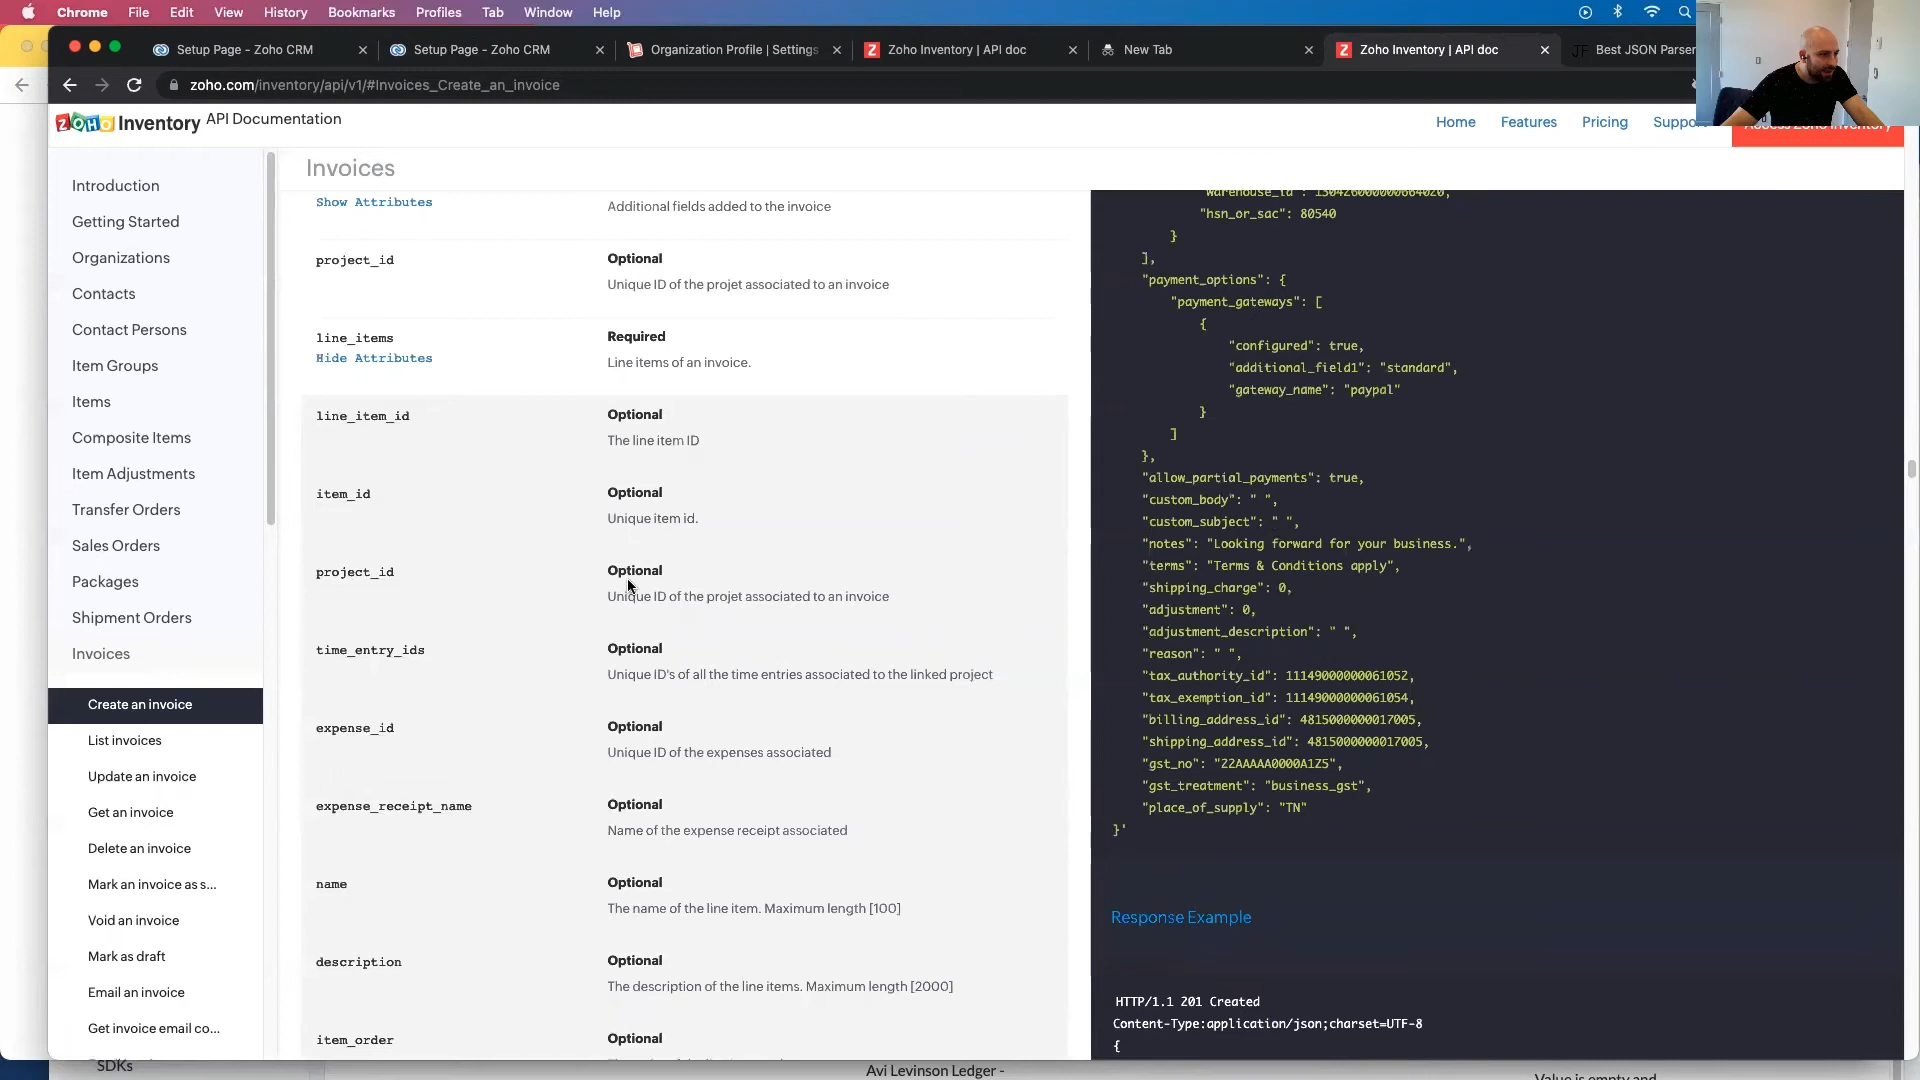 Chrome File Edit View History Bookmarks Profiles Tab Window Help
Setup Page - Zoho CRM
Setup Page - Zoho CRM
Organization Profile | Settings
Zoho Inventory | API doc
New Tab
Zoho Inventory | API doc
Best JSON Parser
zoho.com/inventory/api/v1/#Invoices_Create_an_invoice
ZOHO Inventory API Documentation
Home Features Pricing Support
Access Zoho Inventory
Introduction
Getting Started
Organizations
Contacts
Contact Persons
Item Groups
Items
Composite Items
Item Adjustments
Transfer Orders
Sales Orders
Packages
Shipment Orders
Invoices
Create an invoice
List invoices
Update an invoice
Get an invoice
Delete an invoice
Mark an invoice as s...
Void an invoice
Mark as draft
Email an invoice
Get invoice email co...
SDKs
Invoices
Show Attributes
Additional fields added to the invoice
project_id
Optional
Unique ID of the projet associated to an invoice
line_items
Required
Hide Attributes
Line items of an invoice.
line_item_id
Optional
The line item ID
item_id
Optional
Unique item id.
project_id
Optional
Unique ID of the projet associated to an invoice
time_entry_ids
Optional
Unique ID's of all the time entries associated to the linked project
expense_id
Optional
Unique ID of the expenses associated
expense_receipt_name
Optional
Name of the expense receipt associated
name
Optional
The name of the line item. Maximum length [100]
description
Optional
The description of the line items. Maximum length [2000]
item_order
Optional
"hsn_or_sac": 80540
}
],
"payment_options": {
"payment_gateways": [
{
"configured": true,
"additional_field1": "standard",
"gateway_name": "paypal"
}
]
},
"allow_partial_payments": true,
"custom_body": " ",
"custom_subject": " ",
"notes": "Looking forward for your business.",
"terms": "Terms & Conditions apply",
"shipping_charge": 0,
"adjustment": 0,
"adjustment_description": " ",
"reason": " ",
"tax_authority_id": 11149000000061052,
"tax_exemption_id": 11149000000061054,
"billing_address_id": 4815000000017005,
"shipping_address_id": 4815000000017005,
"gst_no": "22AAAAA0000A1Z5",
"gst_treatment": "business_gst",
"place_of_supply": "TN"
}'
Response Example
HTTP/1.1 201 Created
Content-Type:application/json;charset=UTF-8
{
Avi Levinson Ledger -
Value is empty and